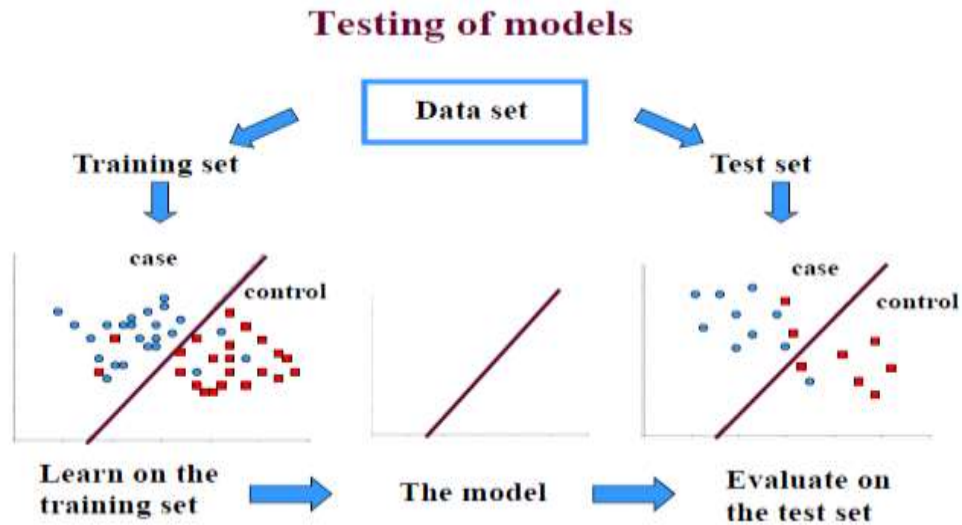 Testing of models
Data set
Training set
Test set
case
control
case
control
Learn on the
training set
The model
Evaluate on
the test set